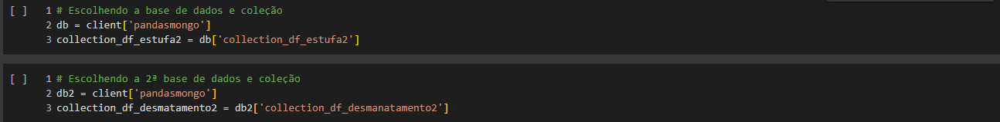 [ ] 1 # Escolhendo a base de dados e coleção
2 db = client['pandasmongo']
3 collection_df_estufa2 = db['collection_df_estufa2']
[ ] 1 # Escolhendo a 2ª base de dados e coleção
2 db2 = client['pandasmongo']
3 collection_df_desmatamento2 = db2['collection_df_desmanatamento2']